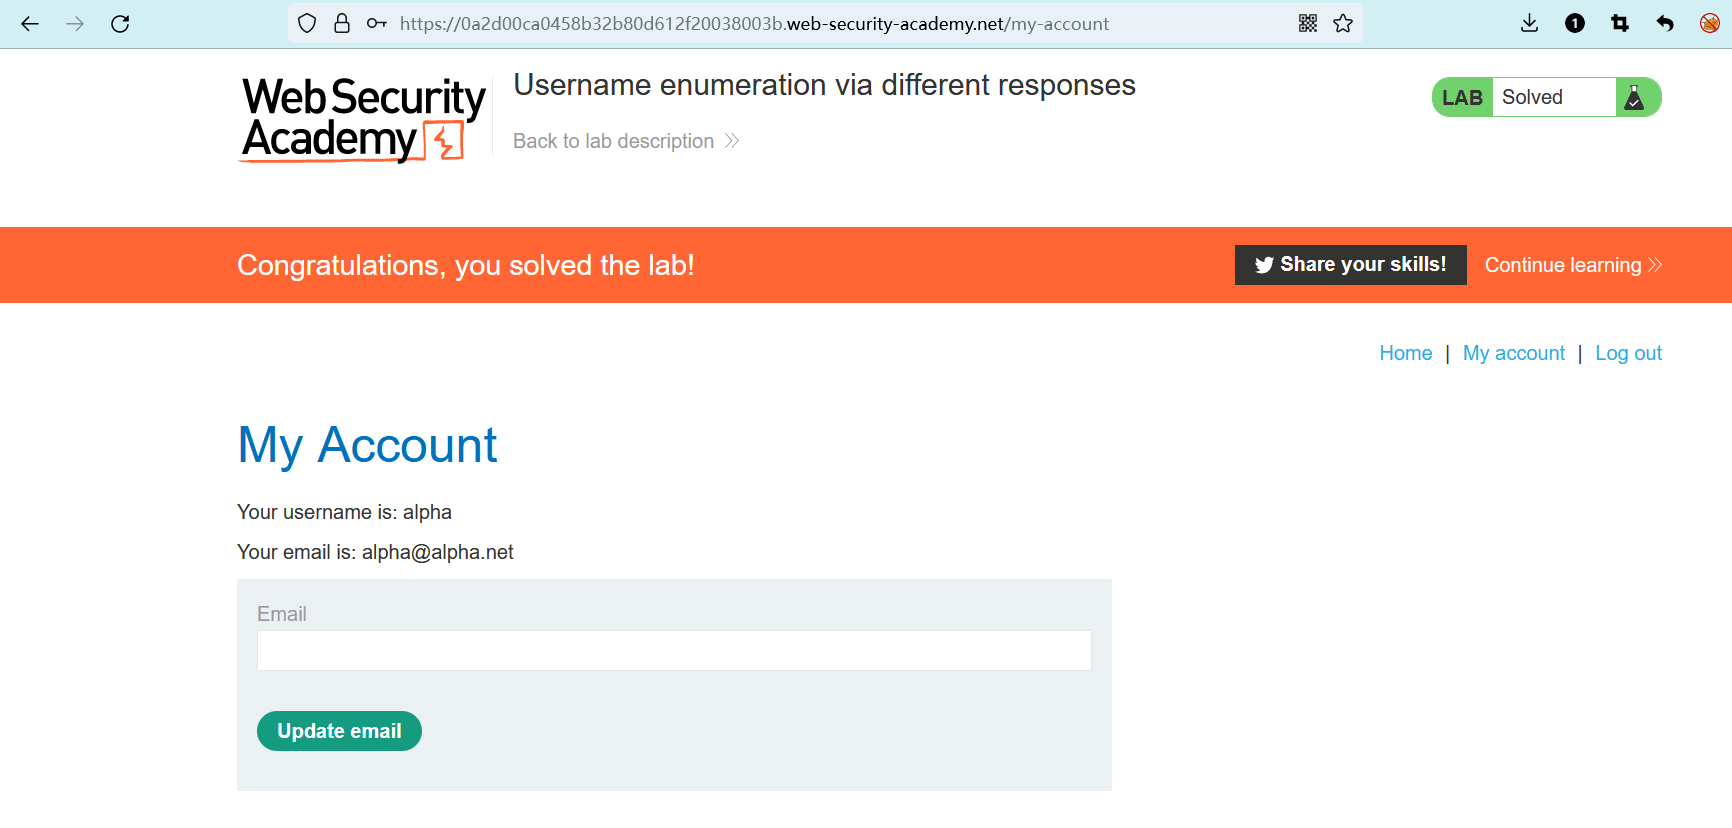 https://0a2d00ca0458b32b80d612f20038003b.web-security-academy.net/my-account
1
Web Security
Academy
Username enumeration via different responses
Back to lab description
LAB Solved
Congratulations, you solved the lab!
Share your skills!
Continue learning
Home | My account | Log out
My Account
Your username is: alpha
Your email is: alpha@alpha.net
Email
Update email